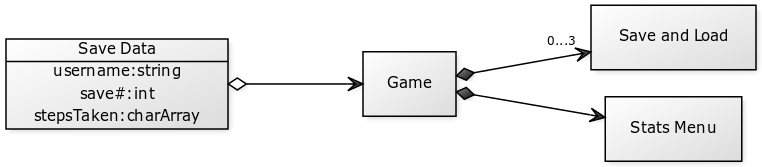 Save Data
username:string
save#:int
stepsTaken:charArray
Game
0...3
Save and Load
Stats Menu